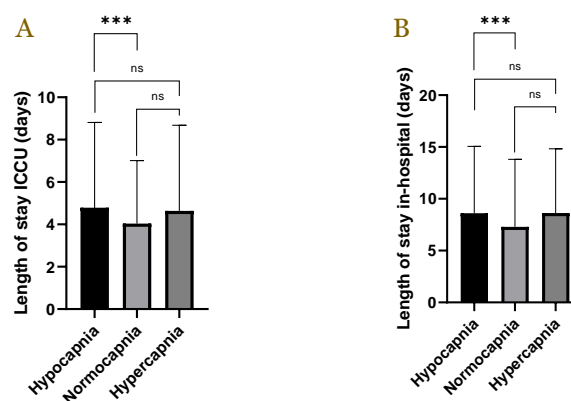 A
***
ns
ns
Length of stay ICCU (days)
10
8
6
4
2
0
Hypocapnia
Normocapnia
Hypercapnia
B
***
ns
ns
Length of stay in-hospital (days)
20
15
10
5
0
Hypocapnia
Normocapnia
Hypercapnia